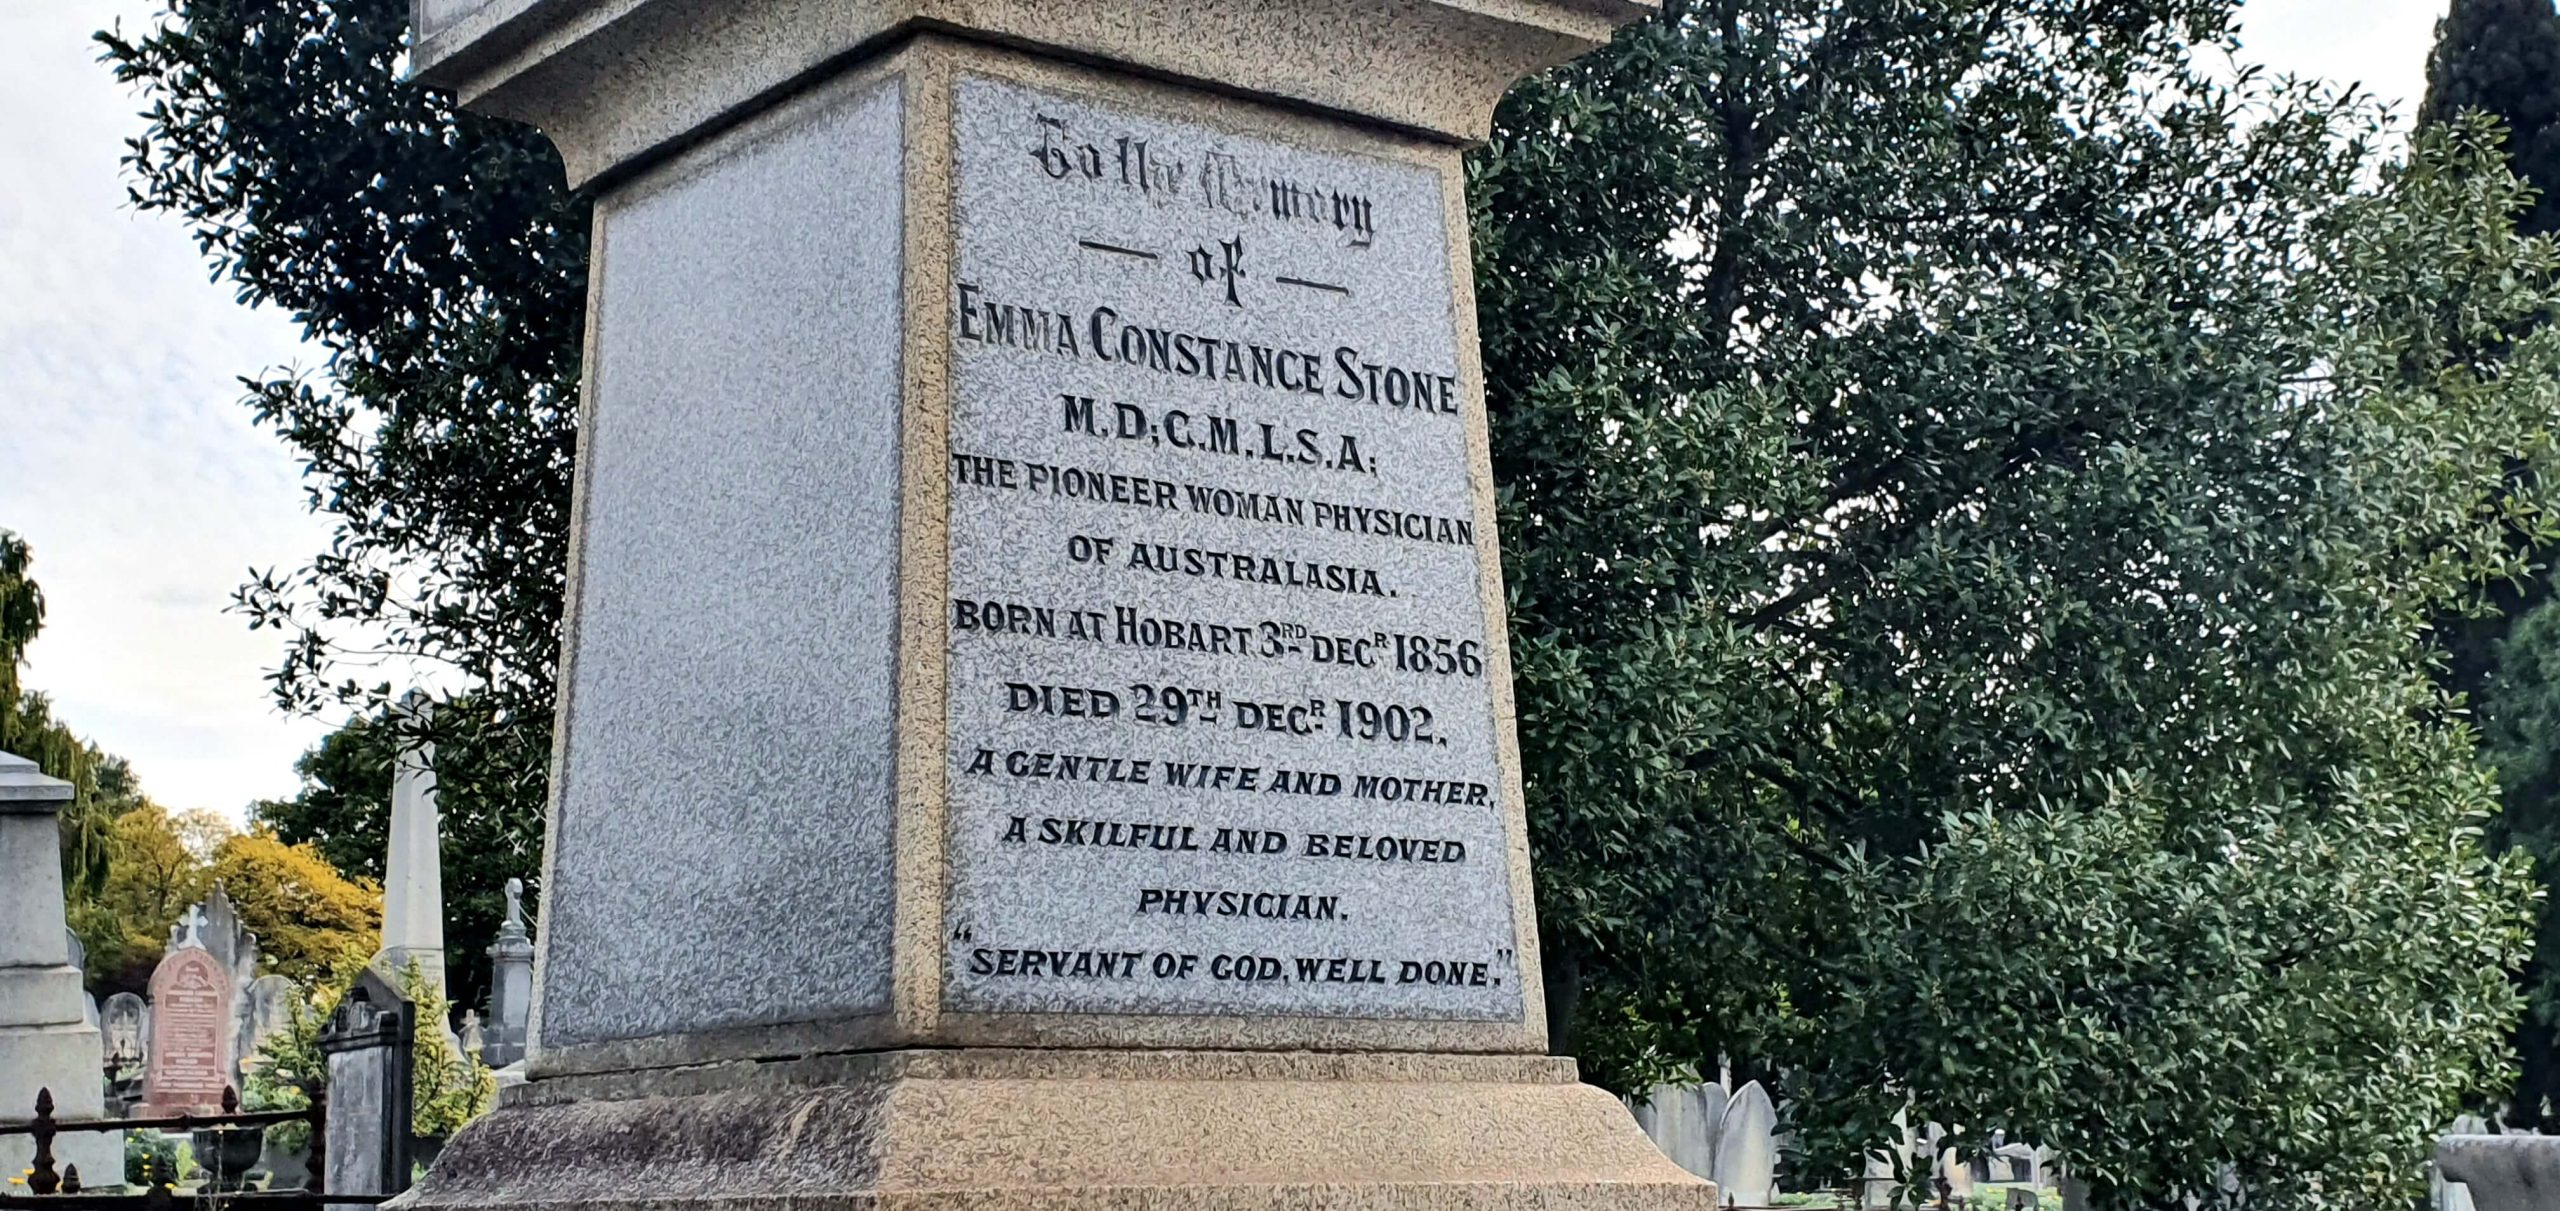 To the Memory
— of —
EMMA CONSTANCE STONE
M.D; C.M.L.S.A;
THE PIONEER WOMAN PHYSICIAN
OF AUSTRALASIA.
BORN AT HOBART 3RD DECR 1856
DIED 29TH DECR 1902.
A GENTLE WIFE AND MOTHER,
A SKILFUL AND BELOVED
PHYSICIAN.
"SERVANT OF GOD, WELL DONE."